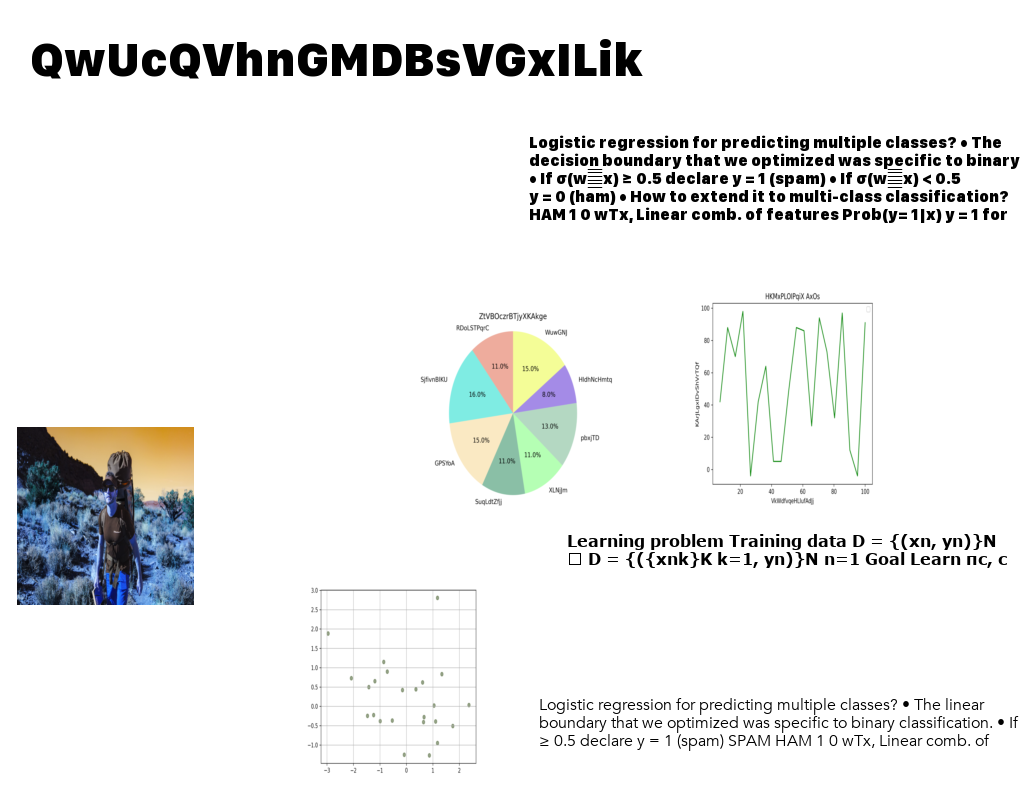 QwUcQVhnGMDBsVGxILik
Logistic regression for predicting multiple classes? • The
decision boundary that we optimized was specific to binary
• If σ(w x) ≥ 0.5 declare y = 1 (spam) • If σ(w x) < 0.5
y = 0 (ham) • How to extend it to multi-class classification?
HAM 1 0 wTx, Linear comb. of features Prob(y= 1|x) y = 1 for
ZtVBOczrBTjyXKAkge
RDoLSTPqrC
WuwGNJ
SjfivnBIKU
HldhNcHmtq
pbxjTD
GPSYoA
XLNjJm
SuqLdtZfjj
11.0%
15.0%
16.0%
8.0%
13.0%
15.0%
11.0%
11.0%
HKMxPLOIPqiX AxOs
100
80
60
40
20
0
20
40
60
80
100
Learning problem Training data D = {(xn, yn)}N
□ D = {({xnk}K k=1, yn)}N n=1 Goal Learn πc, c
3.0
2.5
2.0
1.5
1.0
0.5
0.0
−0.5
−1.0
−3
−2
−1
0
1
2
Logistic regression for predicting multiple classes? • The linear
boundary that we optimized was specific to binary classification. • If
≥ 0.5 declare y = 1 (spam) SPAM HAM 1 0 wTx, Linear comb. of